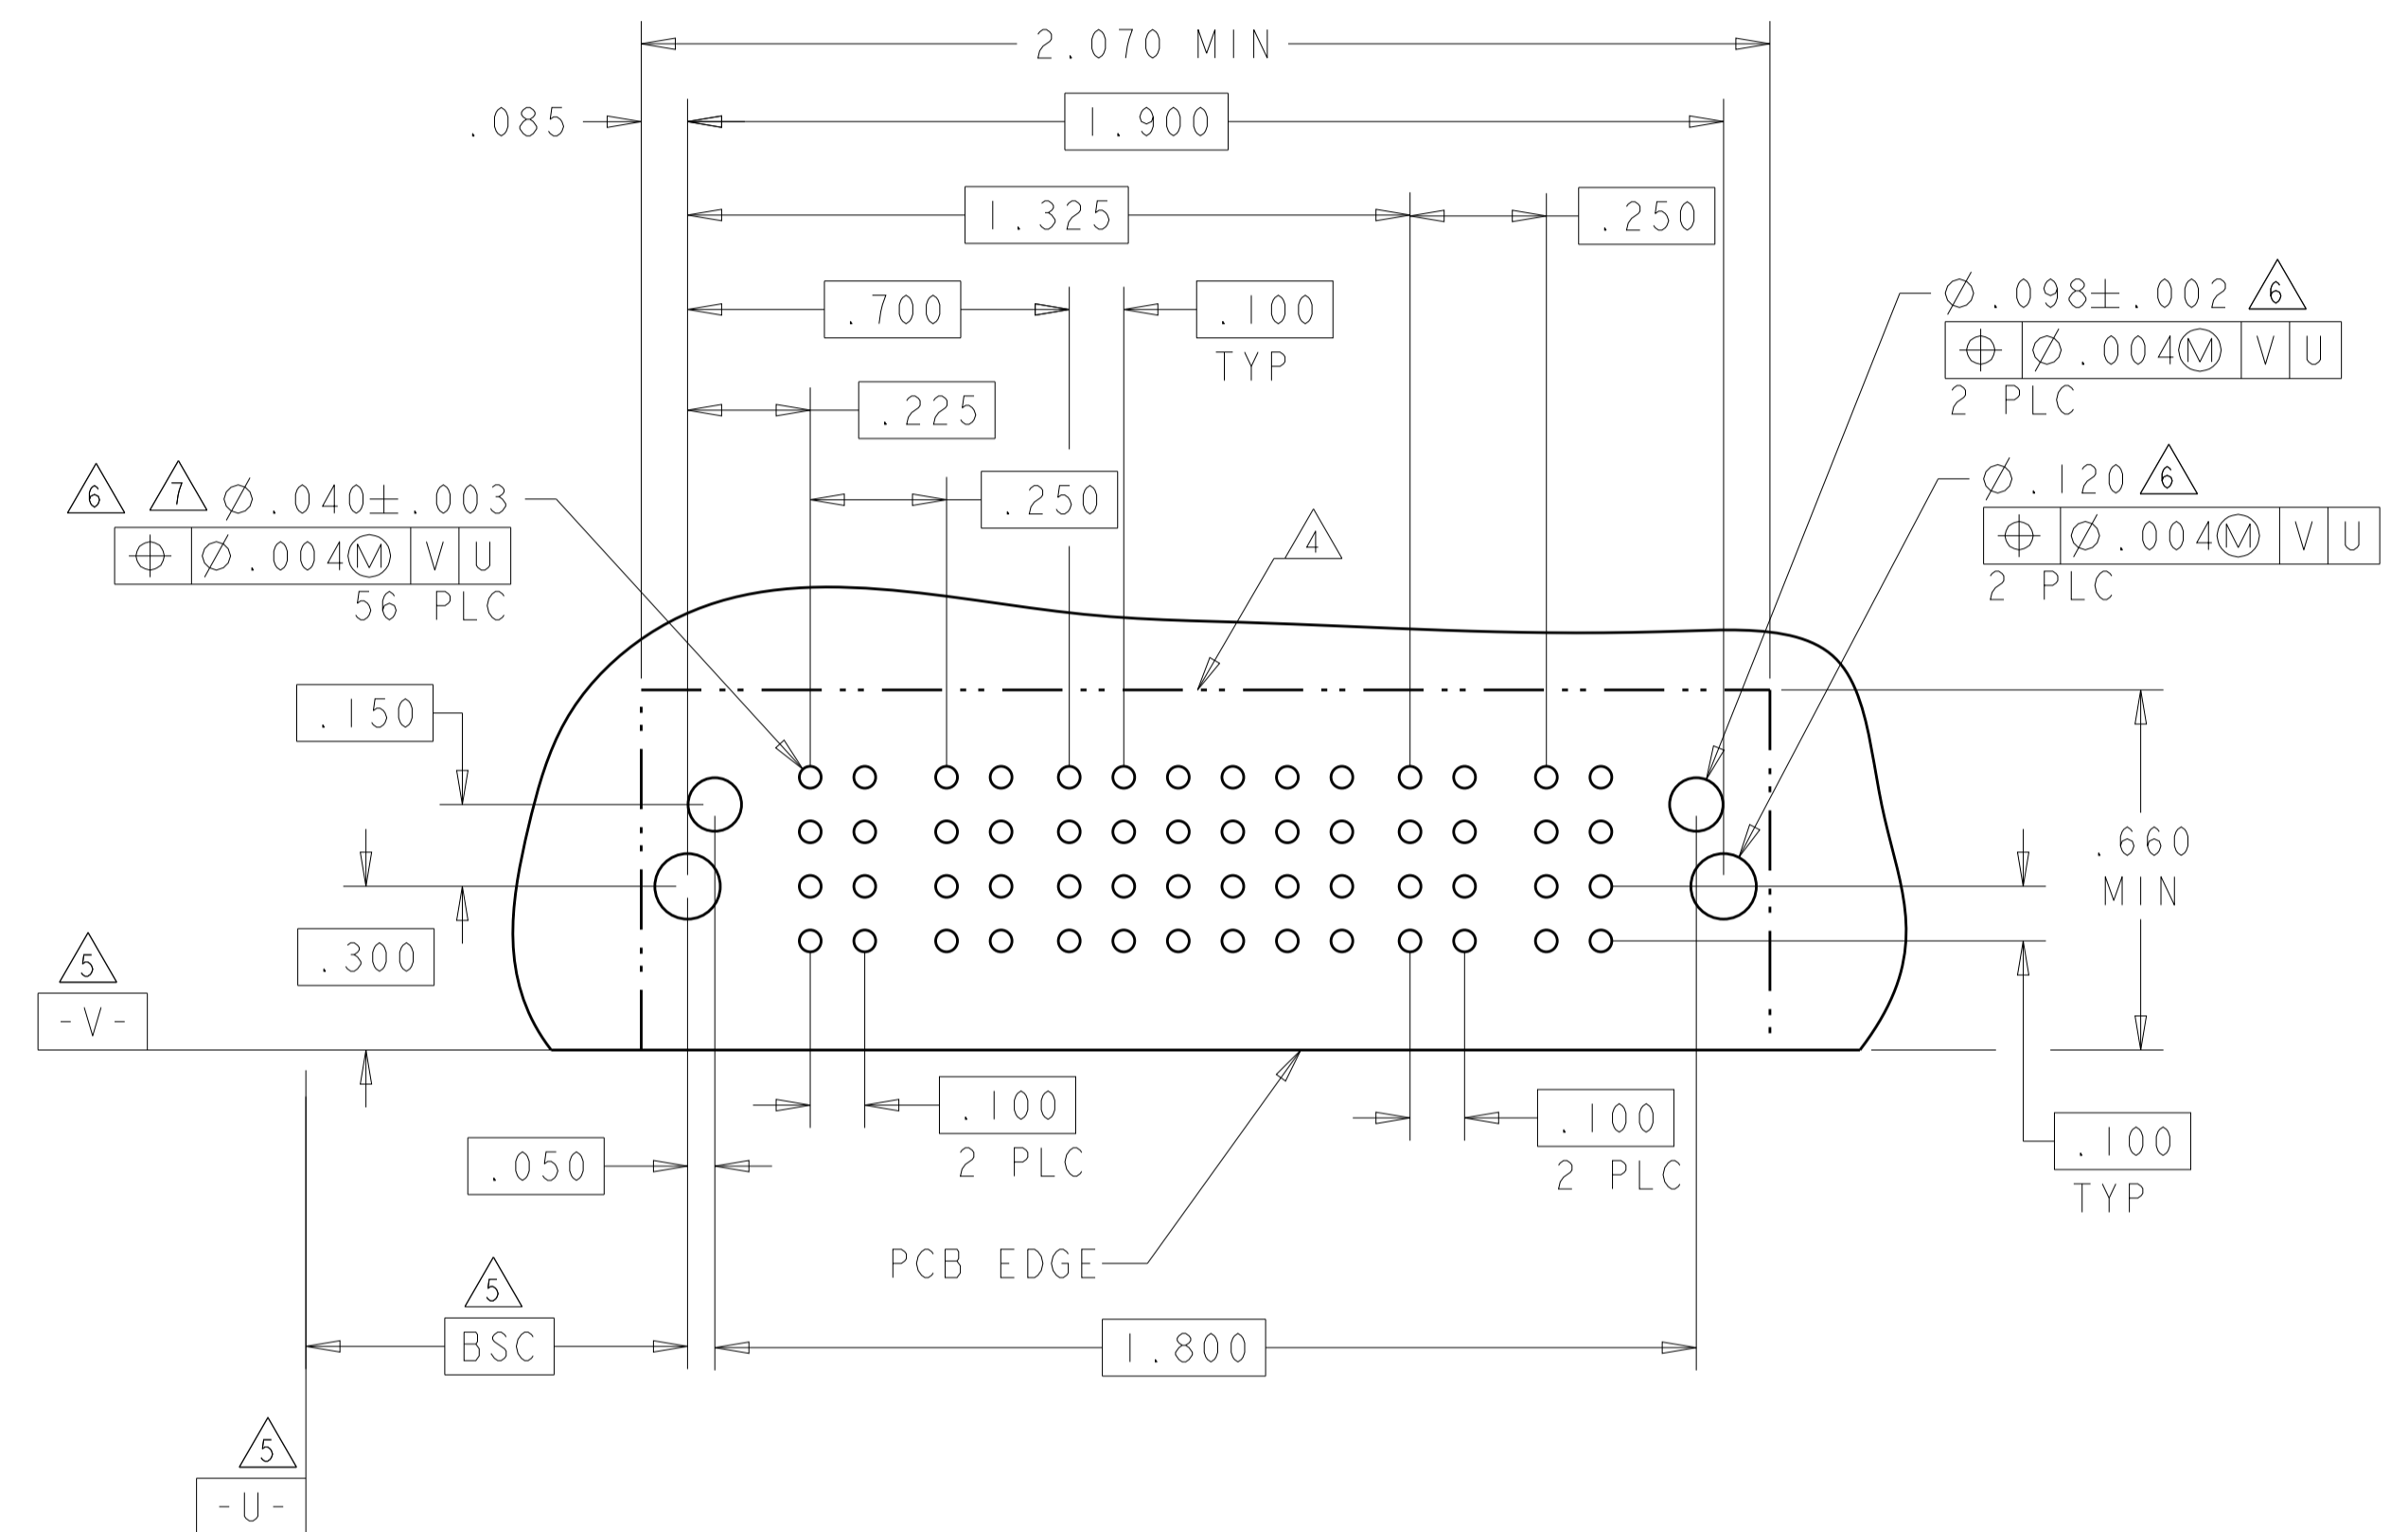 2.070 MIN
.085
1.900
1.325
.250
.700
.100
TYP
.225
⌀.098±.002 6
⌖ ⌀.004Ⓜ V U
2 PLC
6 7 ⌀.040±.003
⌖ ⌀.004Ⓜ V U
56 PLC
.250
4
⌀.120 6
⌖ ⌀.004Ⓜ V U
2 PLC
.150
.660
MIN
.300
5
-V-
.100
2 PLC
.100
2 PLC
.100
TYP
.050
PCB EDGE
5
BSC
1.800
5
-U-